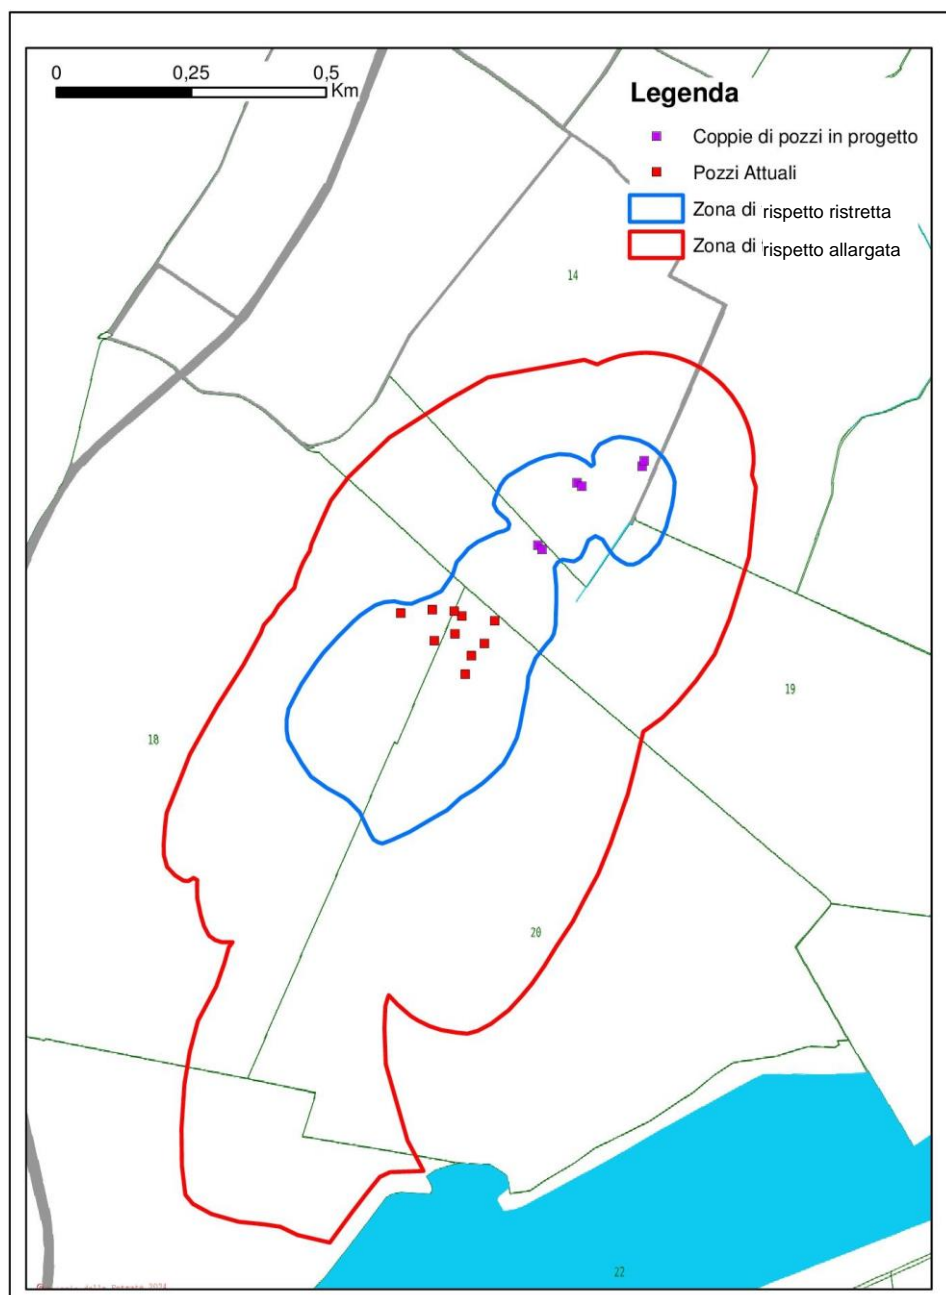 0 0,25 0,5
Km
Legenda
Coppie di pozzi in progetto
Pozzi Attuali
Zona di rispetto ristretta
Zona di rispetto allargata
14
19
18
20
22